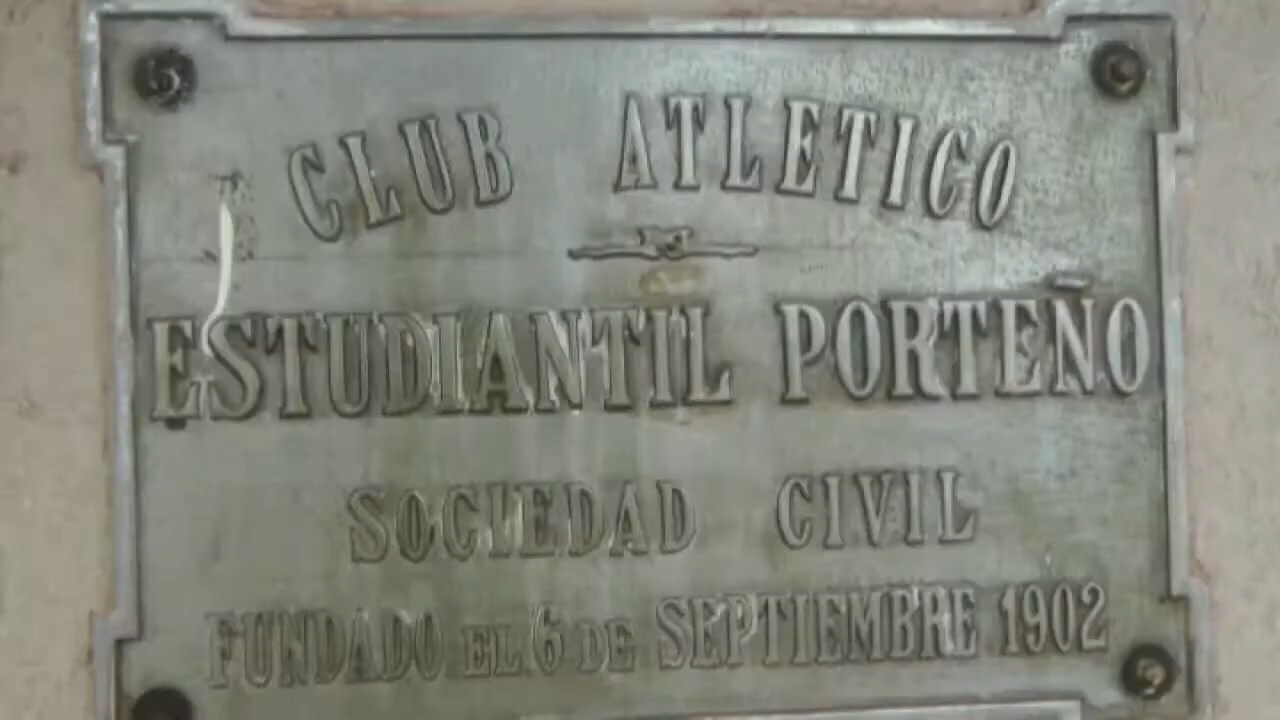 CLUB ATLETICO
ESTUDIANTIL PORTEÑO
SOCIEDAD CIVIL
FUNDADO EL 6 DE SEPTIEMBRE 1902